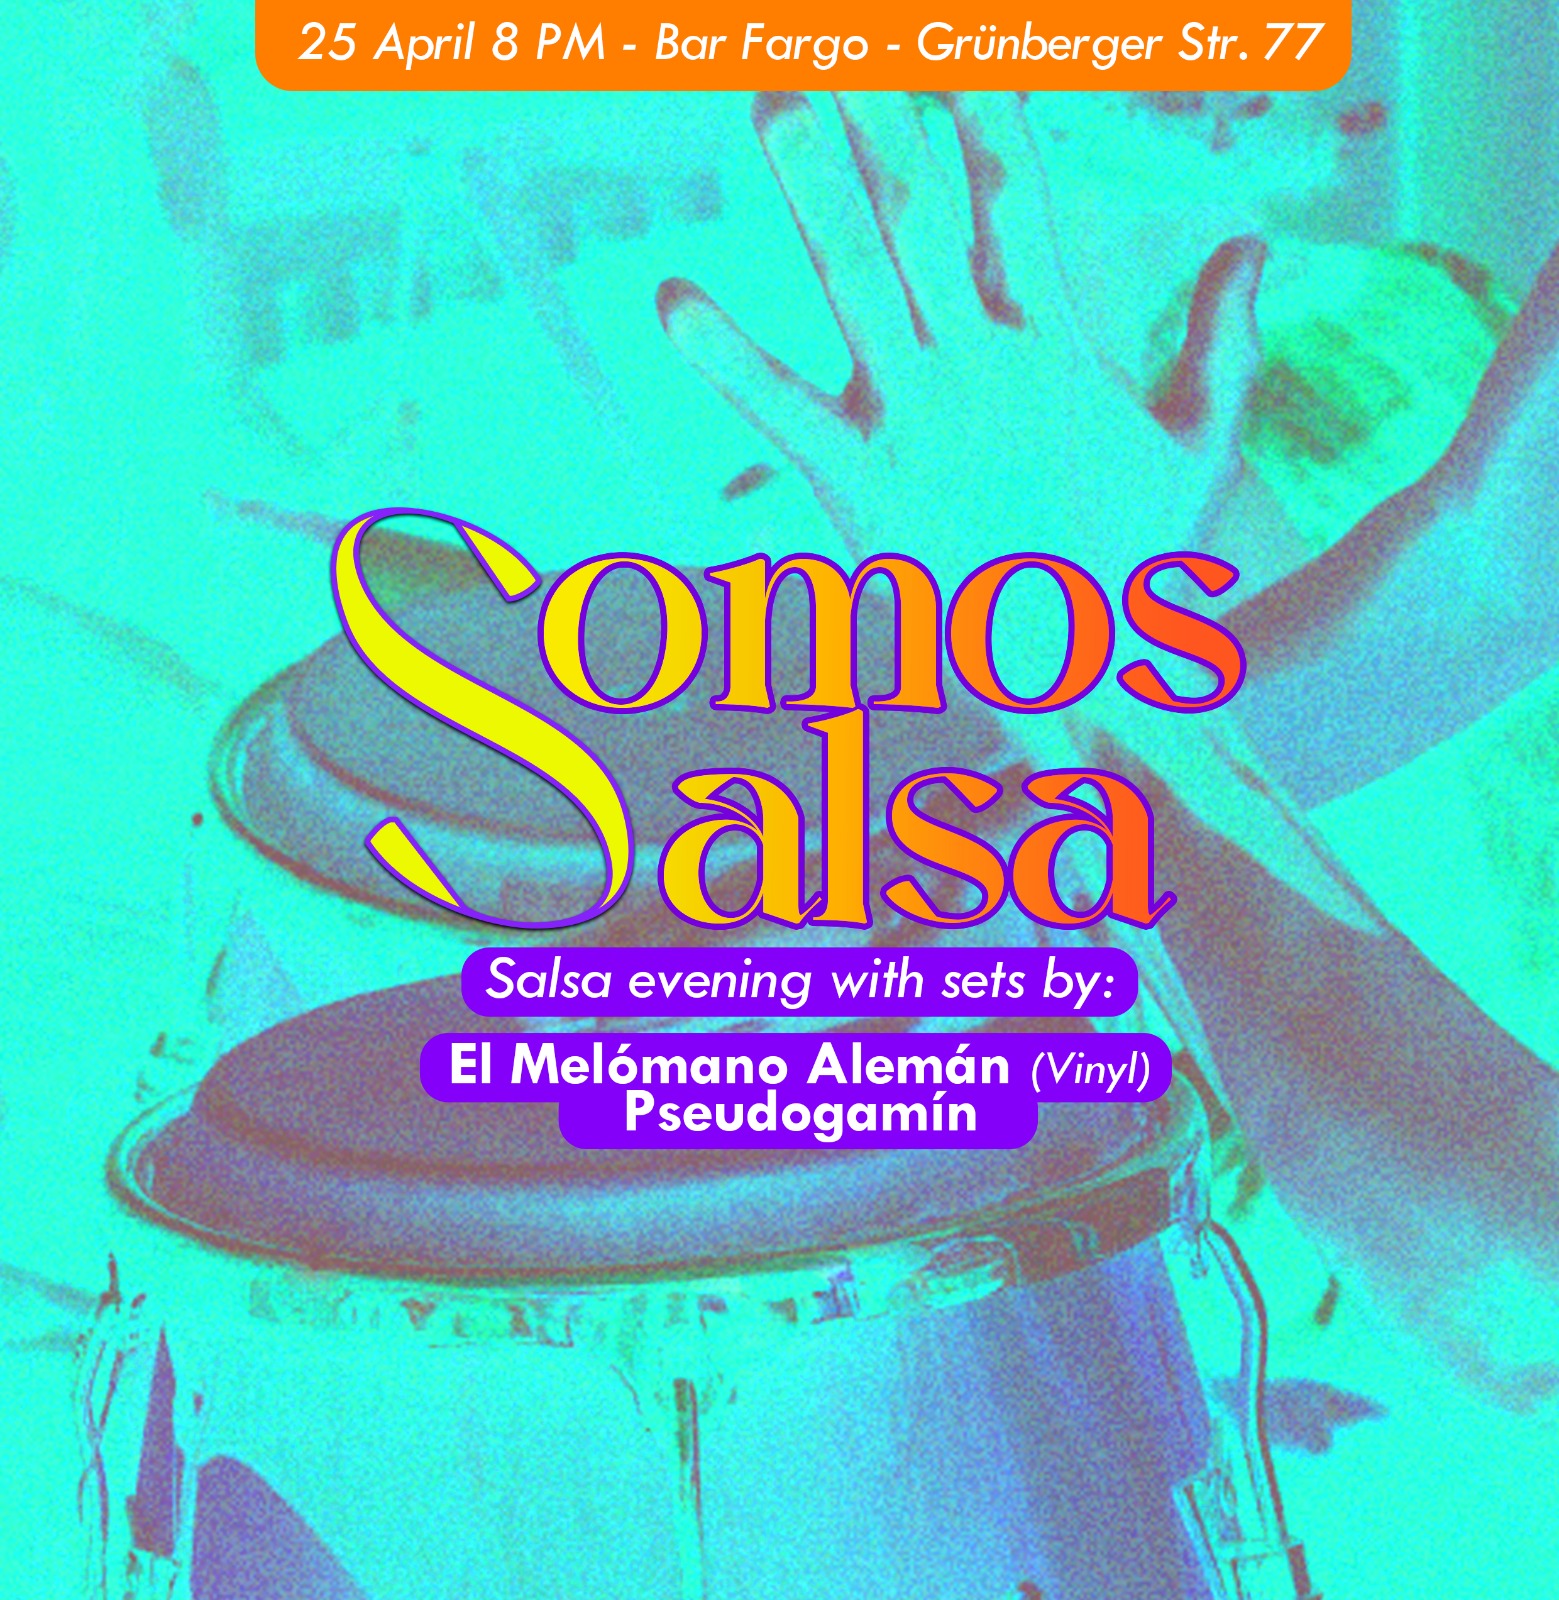 25 April 8 PM - Bar Fargo - Grünberger Str. 77
Somos
Salsa
Salsa evening with sets by:
El Melómano Alemán (Vinyl)
Pseudogamín